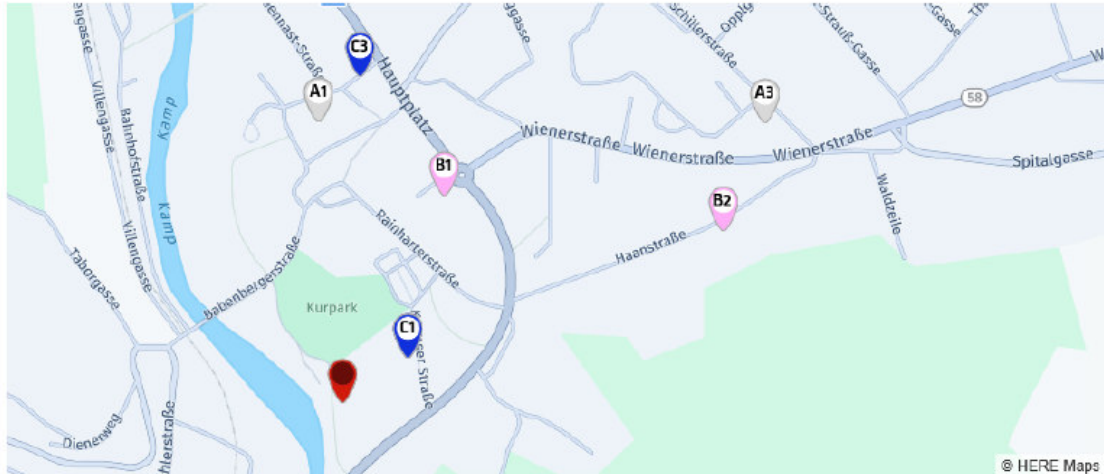 C3
A1
Hauptplatz
B1
Wienerstraße
Wienerstraße
Wienerstraße
Schillerstraße
A3
58
Spitalgasse
Waldzeile
B2
Haanstraße
Rainharterstraße
Babenbergerstraße
Kurpark
C1
Kamp
Kamp
Villengasse
Bahnhofstraße
Villengasse
Taborgasse
Dienerweg
© HERE Maps